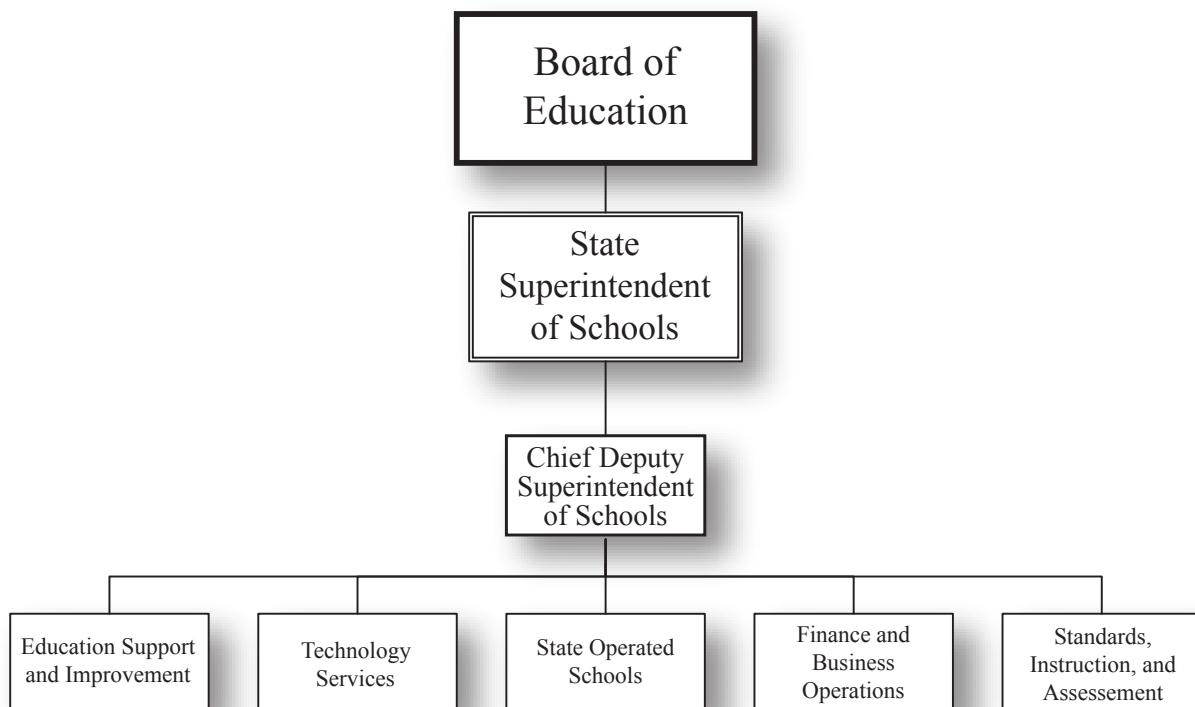 Board of
Education
State
Superintendent
of Schools
Chief Deputy
Superintendent
of Schools
Education Support
and Improvement
Technology
Services
State Operated
Schools
Finance and
Business
Operations
Standards,
Instruction, and
Assessement